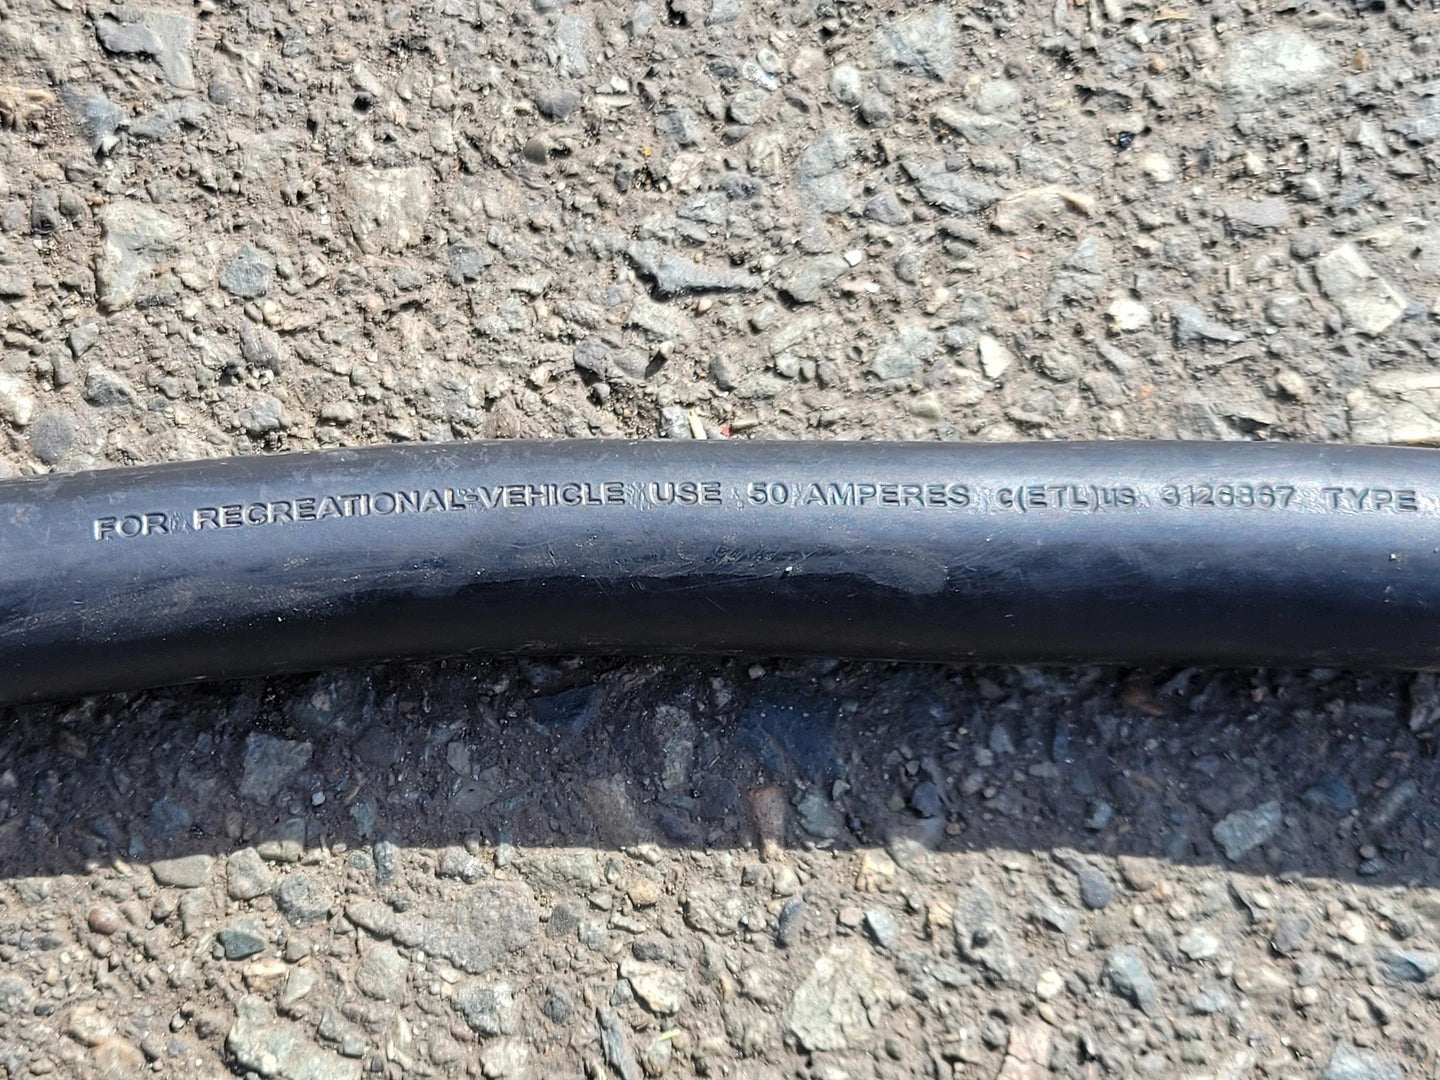 FOR RECREATIONAL-VEHICLE USE 50 AMPERES c(ETL)us 3126867 TYPE